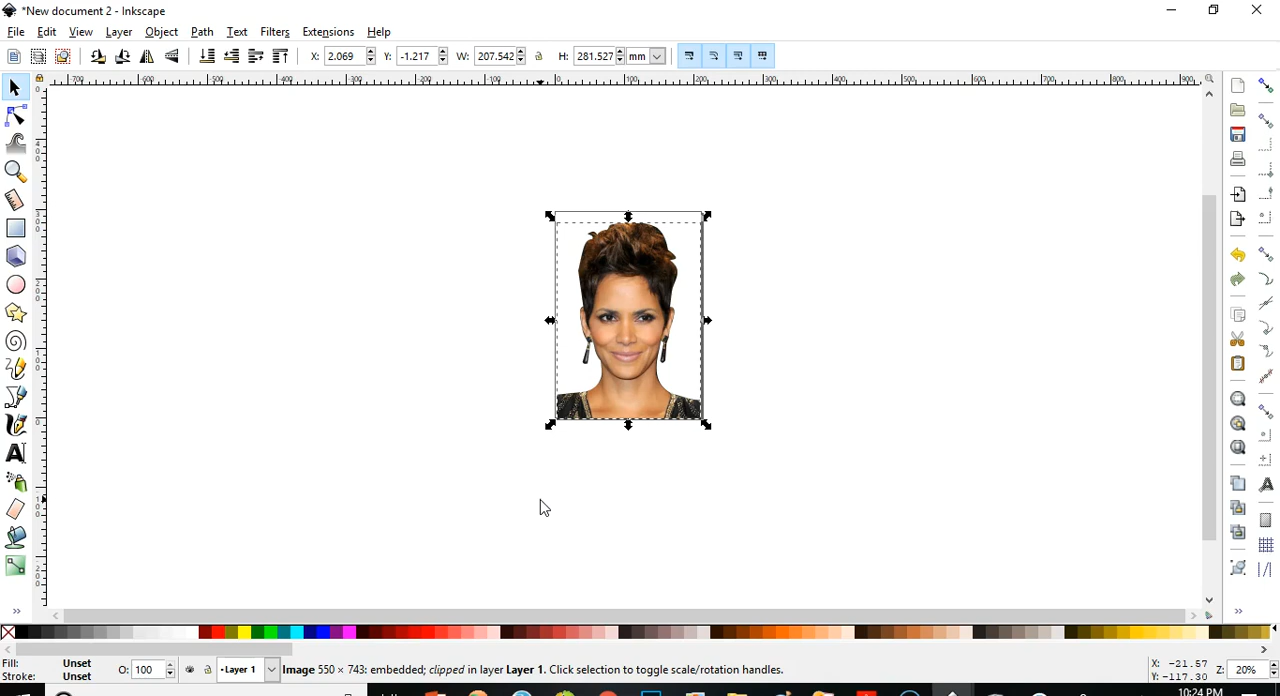 *New document 2 - Inkscape
File Edit View Layer Object Path Text Filters Extensions Help
X: 2.069 Y: -1.217 W: 207.542 H: 281.527 mm
Fill: Unset
Stroke: Unset
O: 100
•Layer 1
Image 550 × 743: embedded; clipped in layer Layer 1. Click selection to toggle scale/rotation handles.
X: -21.57
Y: -117.30
Z: 20%
10:24 PM